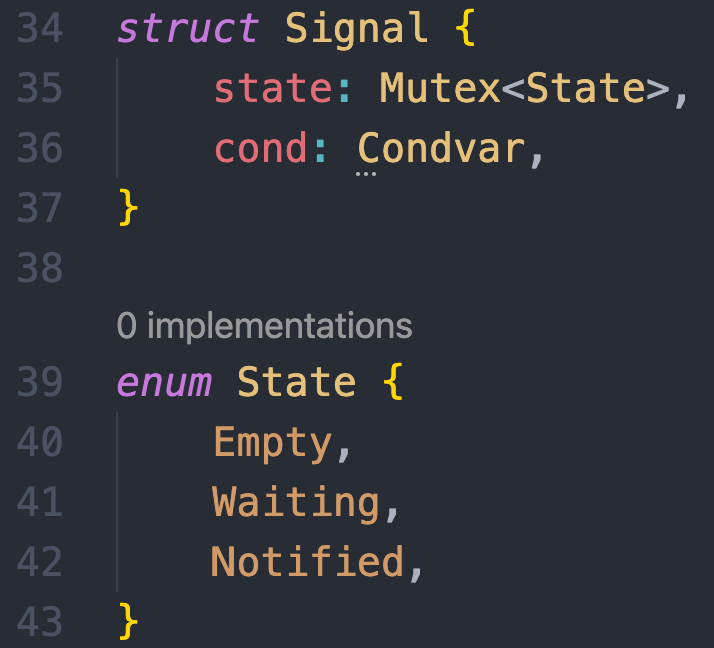 34 struct Signal {
35     state: Mutex<State>,
36     cond: Condvar,
37 }
38
0 implementations
39 enum State {
40     Empty,
41     Waiting,
42     Notified,
43 }